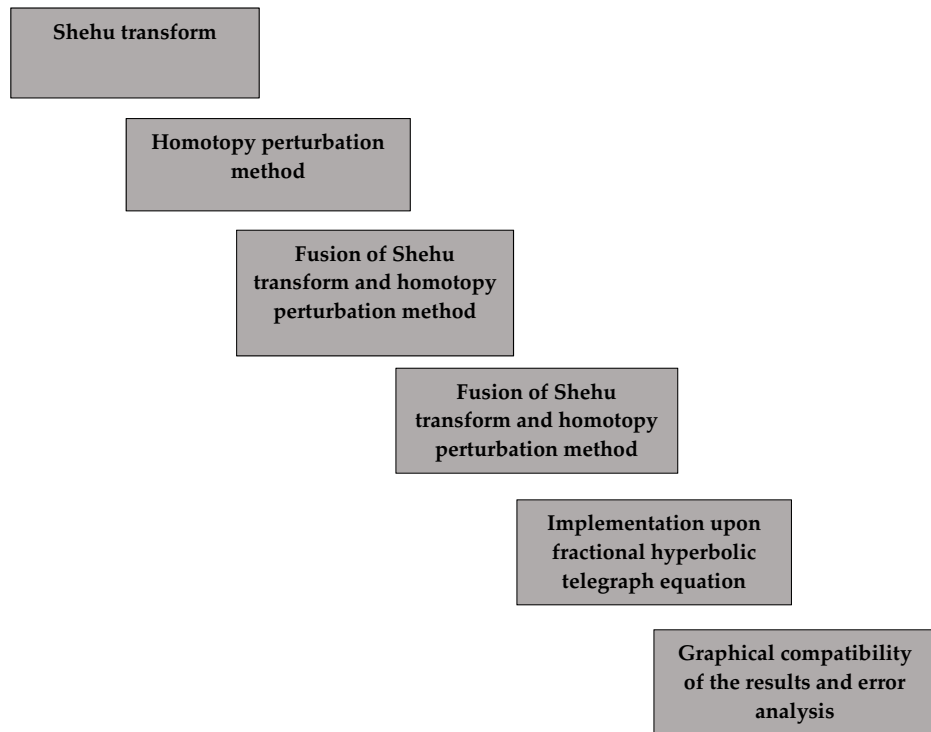 Shehu transform
Homotopy perturbation
method
Fusion of Shehu
transform and homotopy
perturbation method
Fusion of Shehu
transform and homotopy
perturbation method
Implementation upon
fractional hyperbolic
telegraph equation
Graphical compatibility
of the results and error
analysis